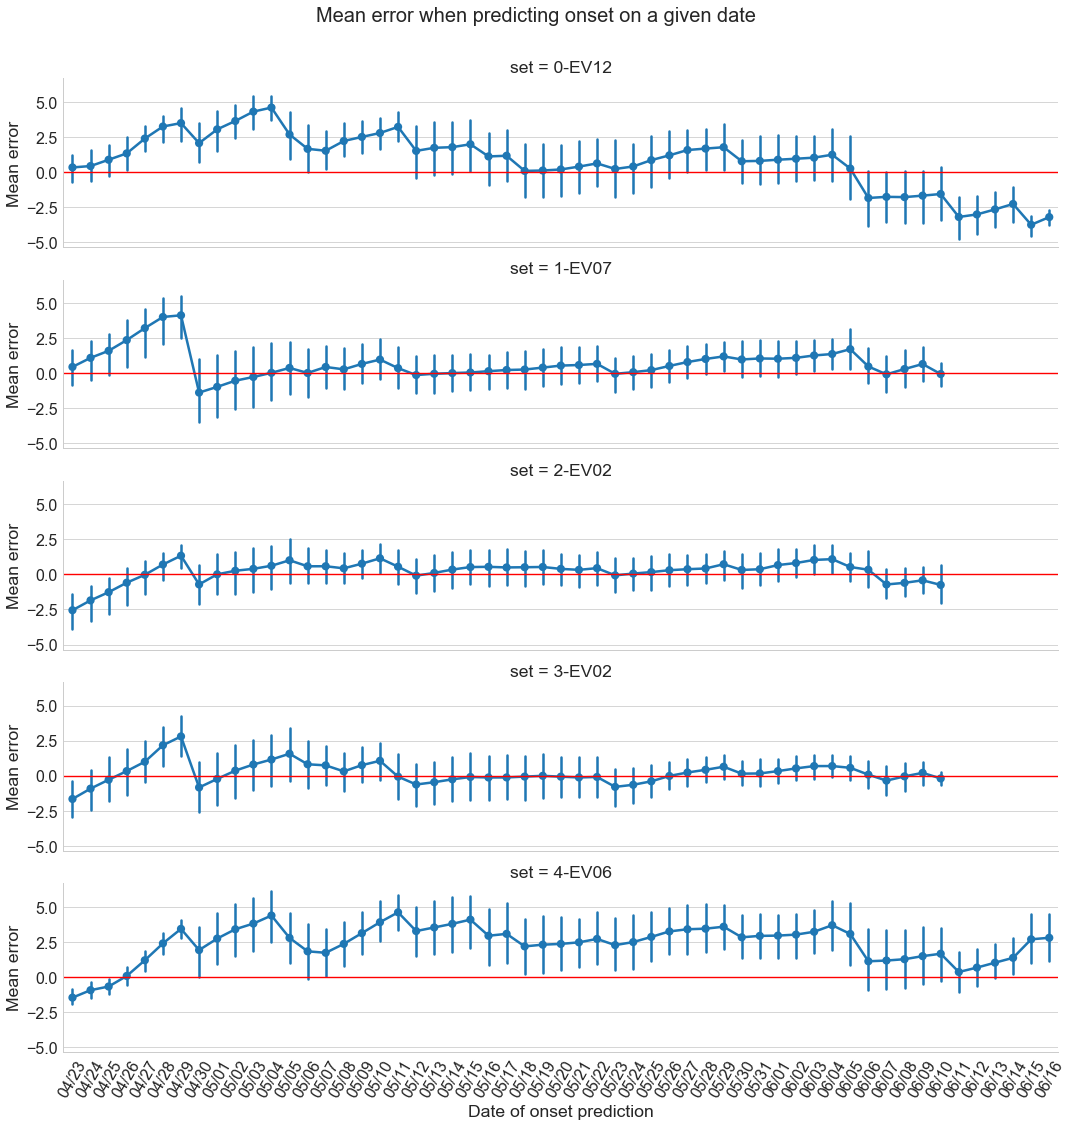 Mean error when predicting onset on a given date
set = 0-EV12
Mean error
5.0
2.5
0.0
−2.5
−5.0
set = 1-EV07
Mean error
5.0
2.5
0.0
−2.5
−5.0
set = 2-EV02
Mean error
5.0
2.5
0.0
−2.5
−5.0
set = 3-EV02
Mean error
5.0
2.5
0.0
−2.5
−5.0
set = 4-EV06
Mean error
5.0
2.5
0.0
−2.5
−5.0
04/23 04/24 04/25 04/26 04/27 04/28 04/29 04/30 05/01 05/02 05/03 05/04 05/05 05/06 05/07 05/08 05/09 05/10 05/11 05/12 05/13 05/14 05/15 05/16 05/17 05/18 05/19 05/20 05/21 05/22 05/23 05/24 05/25 05/26 05/27 05/28 05/29 05/30 05/31 06/01 06/02 06/03 06/04 06/05 06/06 06/07 06/08 06/09 06/10 06/11 06/12 06/13 06/14 06/15 06/16
Date of onset prediction